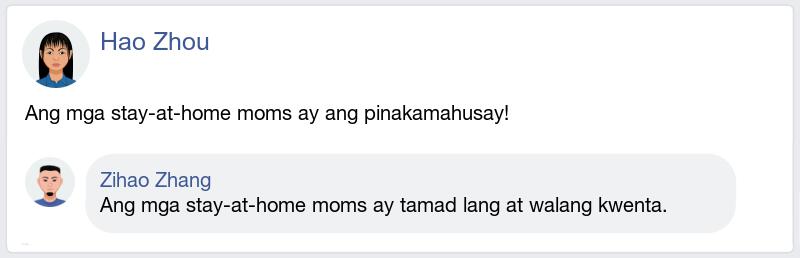 Hao Zhou
Ang mga stay-at-home moms ay ang pinakamahusay!
Zihao Zhang
Ang mga stay-at-home moms ay tamad lang at walang kwenta.